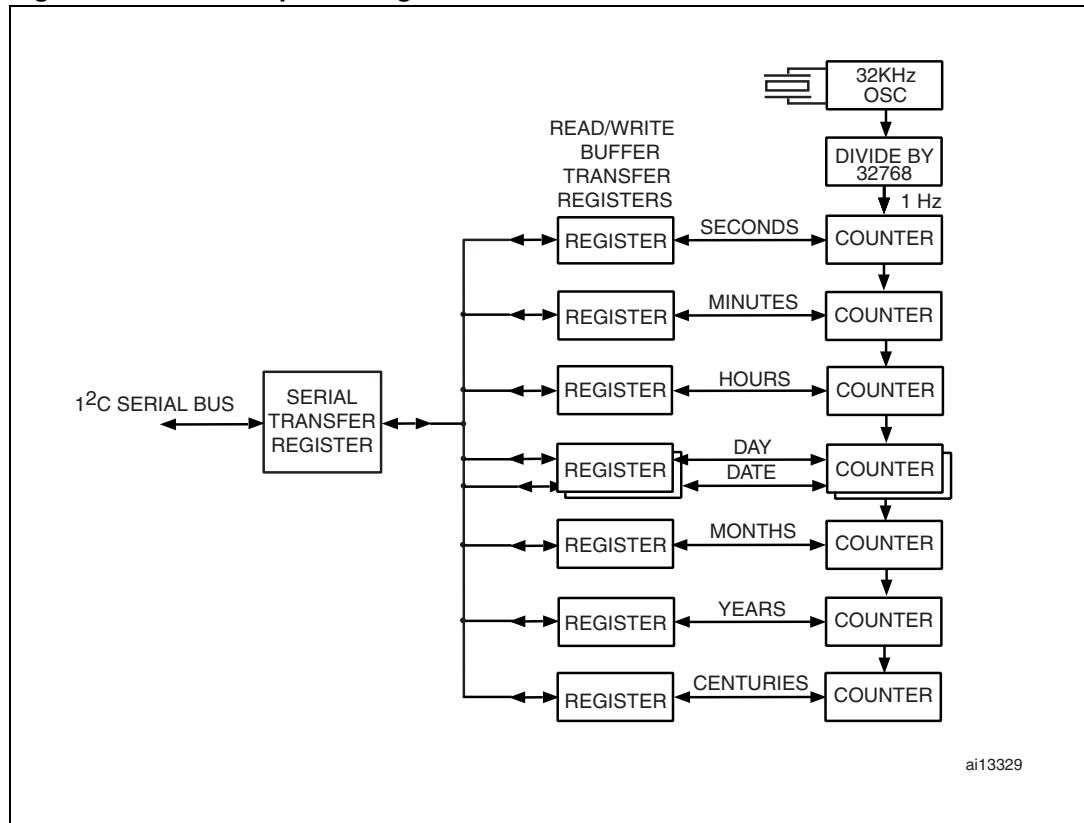 32KHz
OSC
READ/WRITE
BUFFER
TRANSFER
REGISTERS
DIVIDE BY
32768
1 Hz
REGISTER SECONDS COUNTER
REGISTER MINUTES COUNTER
REGISTER HOURS COUNTER
1²C SERIAL BUS
SERIAL
TRANSFER
REGISTER
DAY
REGISTER COUNTER
DATE
REGISTER MONTHS COUNTER
REGISTER YEARS COUNTER
REGISTER CENTURIES COUNTER
ai13329